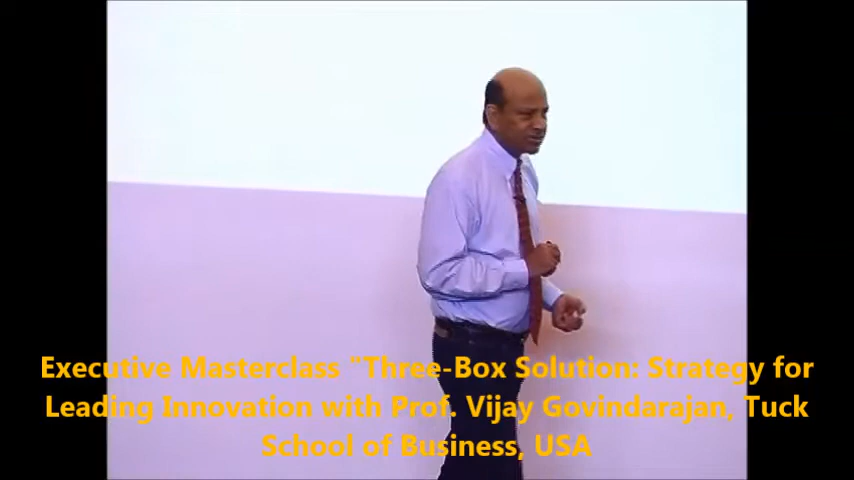 Executive Masterclass "Three-Box Solution: Strategy for
Leading Innovation with Prof. Vijay Govindarajan, Tuck
School of Business, USA